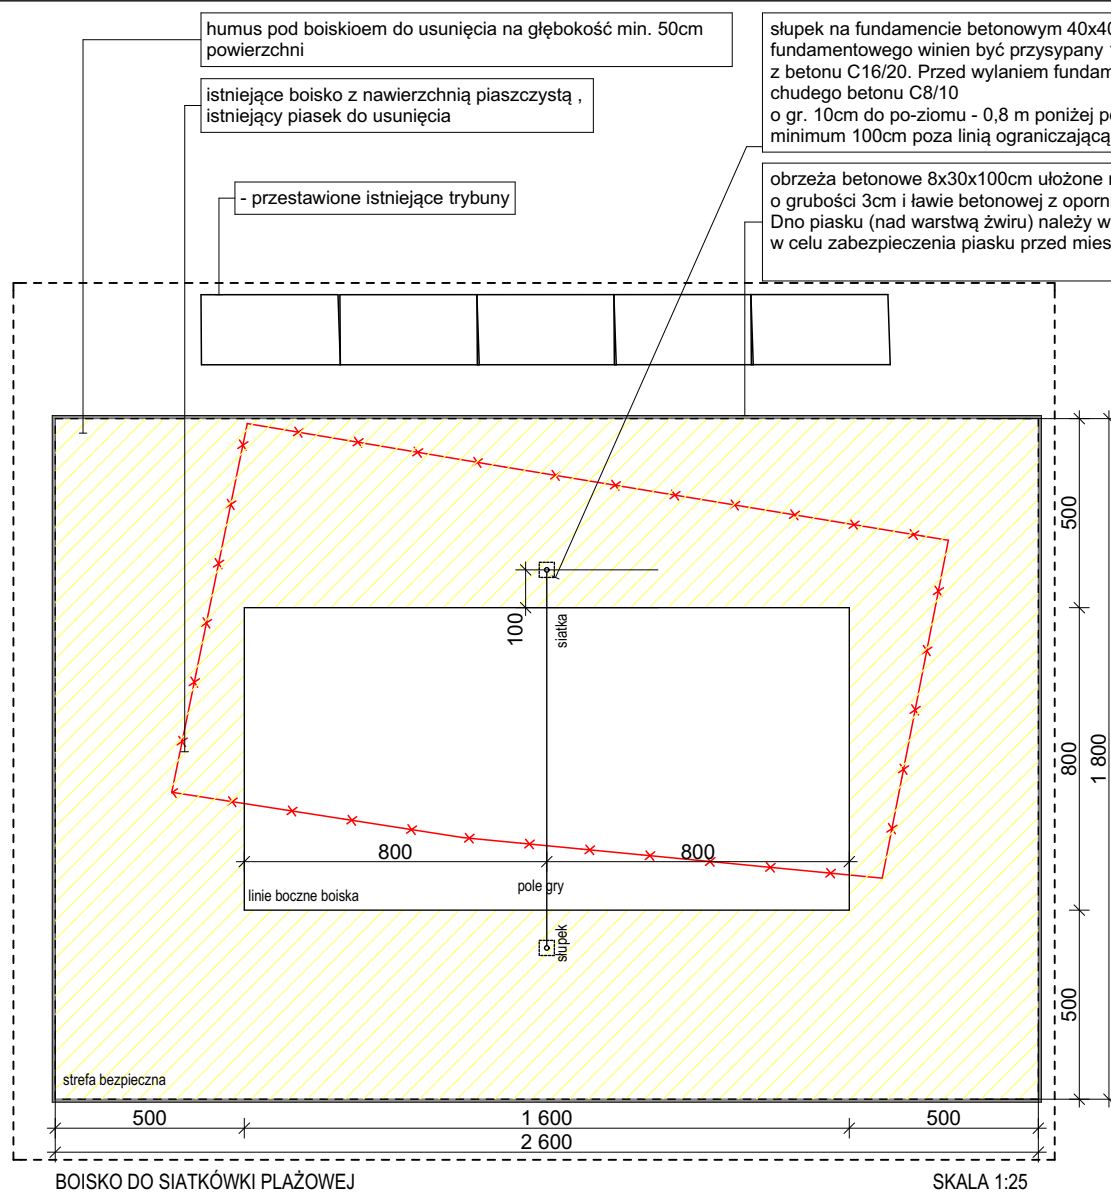 humus pod boiskioem do usunięcia na głębokość min. 50cm
powierzchni
istniejące boisko z nawierzchnią piaszczystą ,
istniejący piasek do usunięcia
- przestawione istniejące trybuny
słupek na fundamencie betonowym 40x40
fundamentowego winien być przysypany
z betonu C16/20. Przed wylaniem fundam
chudego betonu C8/10
o gr. 10cm do po-ziomu - 0,8 m poniżej po
minimum 100cm poza linią ograniczającą
obrzeża betonowe 8x30x100cm ułożone
o grubości 3cm i ławie betonowej z oporn
Dno piasku (nad warstwą żwiru) należy w
w celu zabezpieczenia piasku przed mies
500
100
siatka
800
1 800
800
800
pole gry
linie boczne boiska
słupek
500
strefa bezpieczna
500
1 600
500
2 600
BOISKO DO SIATKÓWKI PLAŻOWEJ
SKALA 1:25